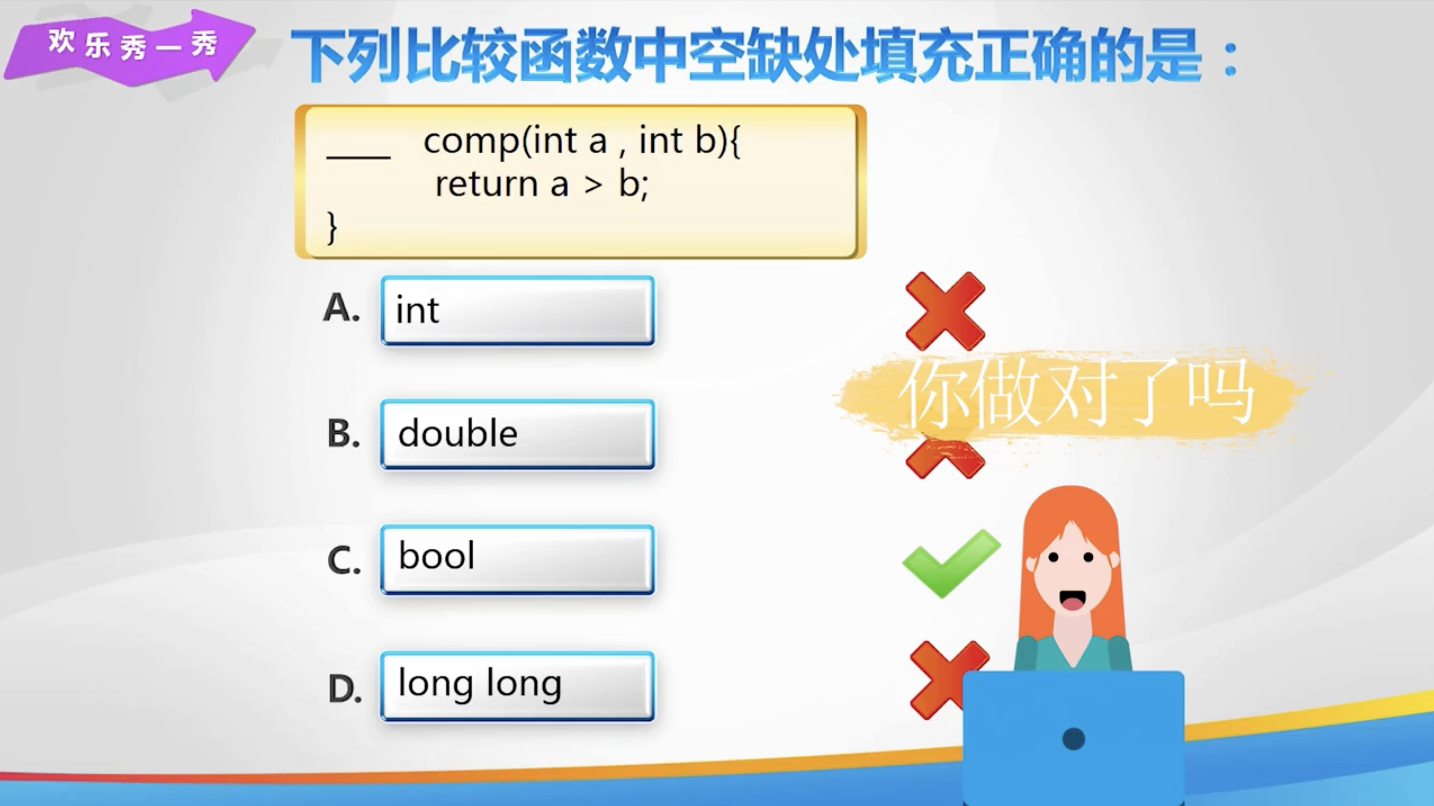 欢乐秀一秀
下列比较函数中空缺处填充正确的是：
____ comp(int a , int b){
return a > b;
}
A. int
你做对了吗
B. double
C. bool
D. long long